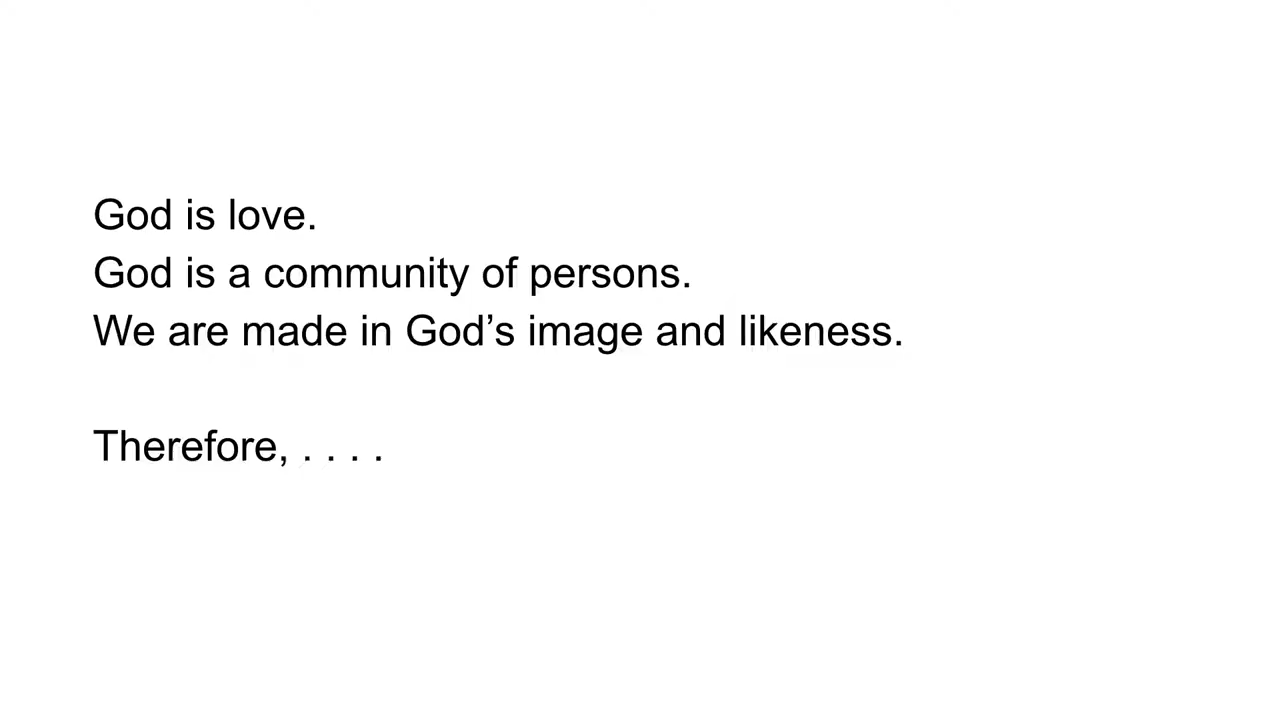 God is love.
God is a community of persons.
We are made in God’s image and likeness.
Therefore, . . . .